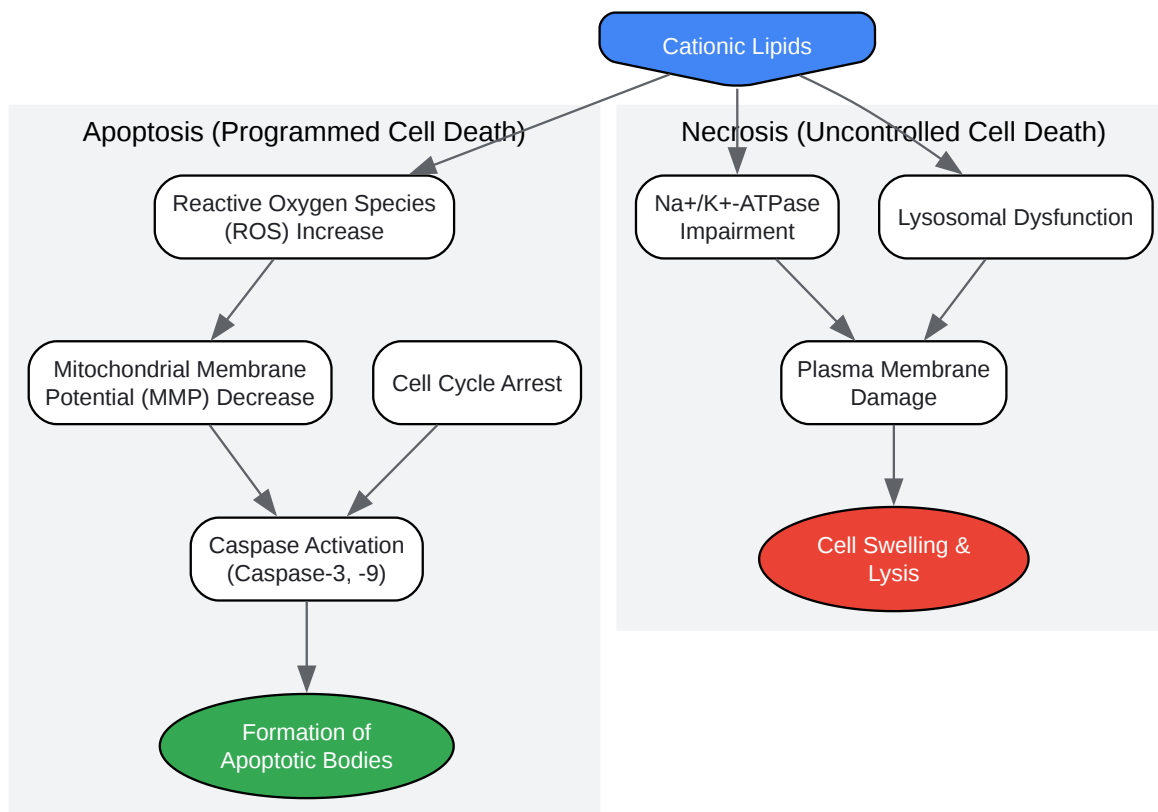 Cationic Lipids
Apoptosis (Programmed Cell Death)
Necrosis (Uncontrolled Cell Death)
Reactive Oxygen Species
(ROS) Increase
Na+/K+-ATPase
Impairment
Lysosomal Dysfunction
Mitochondrial Membrane
Potential (MMP) Decrease
Cell Cycle Arrest
Plasma Membrane
Damage
Caspase Activation
(Caspase-3, -9)
Cell Swelling &
Lysis
Formation of
Apoptotic Bodies